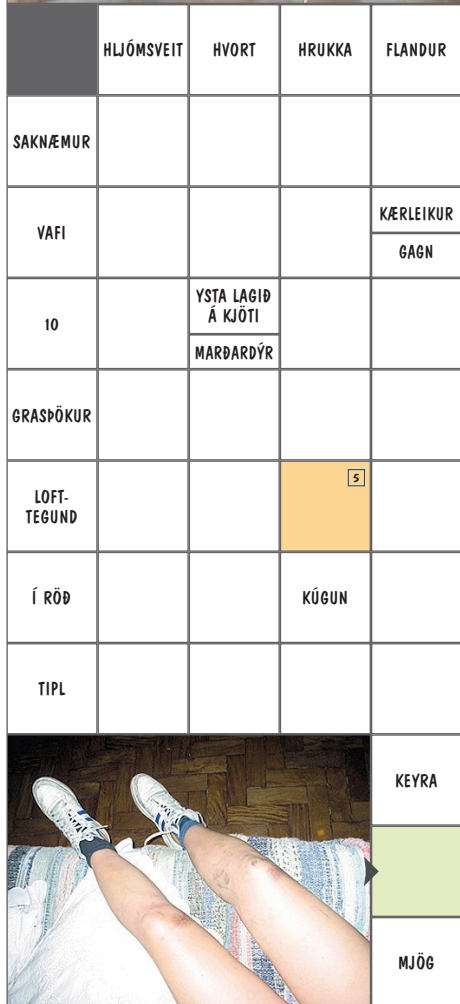 HLJÓMSVEIT
HVORT
HRUKKA
FLANDUR
SAKNÆMUR
VAFI
KÆRLEIKUR
GAGN
10
YSTA LAGIÐ
Á KJÖTI
MARÐARDÝR
GRASÞÖKUR
LOFT-
TEGUND
5
Í RÖÐ
KÚGUN
TIPL
KEYRA
MJÖG